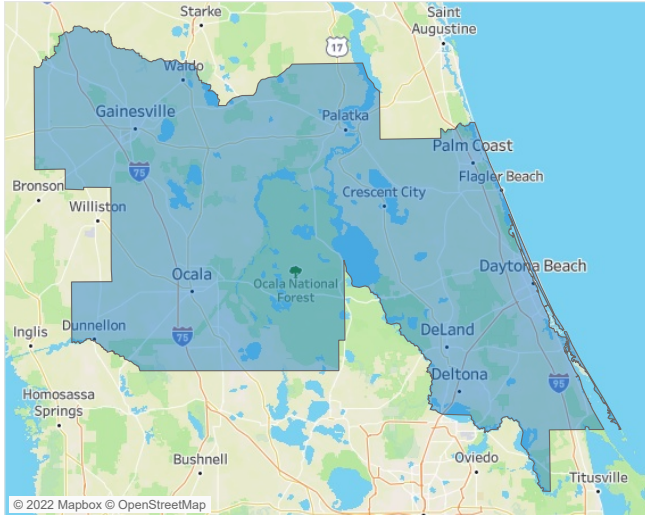 Starke
Saint
Augustine
17
Waldo
Gainesville
Palatka
Palm Coast
75
Flagler Beach
Bronson
Crescent City
Williston
Daytona Beach
Ocala
Ocala National
Forest
Inglis
Dunnellon
75
DeLand
Deltona
95
Homosassa
Springs
Bushnell
Oviedo
Titusville
© 2022 Mapbox © OpenStreetMap